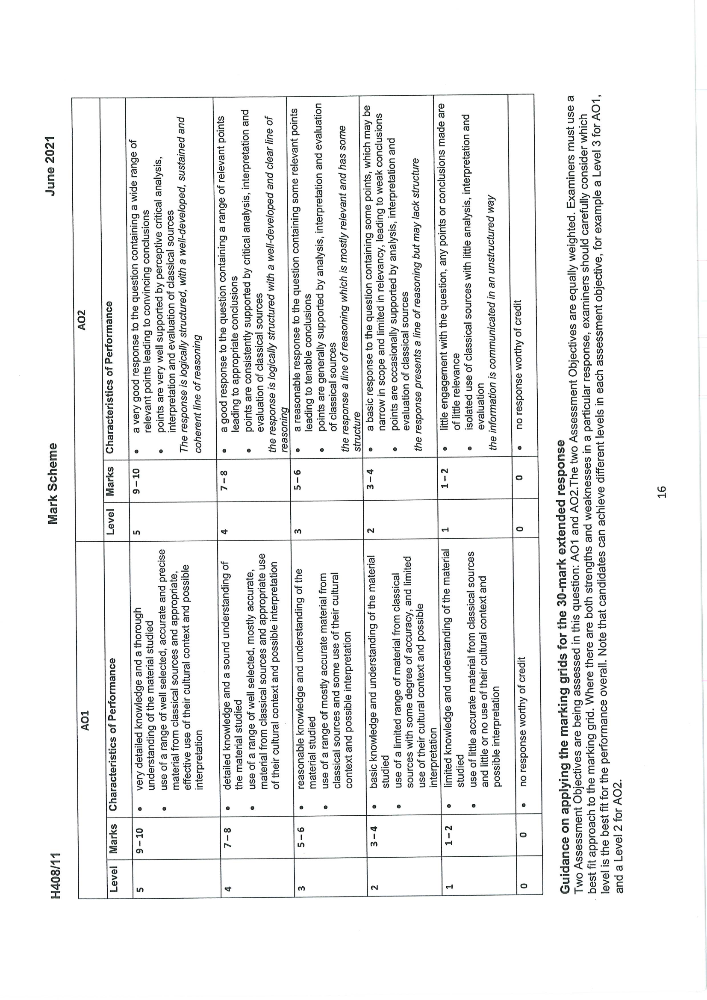 H408/11 Mark Scheme June 2021
AO1 AO2
Level Marks Characteristics of Performance Level Marks Characteristics of Performance
5 9 – 10
• very detailed knowledge and a thorough
understanding of the material studied
• use of a range of well selected, accurate and precise
material from classical sources and appropriate,
effective use of their cultural context and possible
interpretation
5 9 – 10
• a very good response to the question containing a wide range of
relevant points leading to convincing conclusions
• points are very well supported by perceptive critical analysis,
interpretation and evaluation of classical sources
The response is logically structured, with a well-developed, sustained and
coherent line of reasoning
4 7 – 8
• detailed knowledge and a sound understanding of
the material studied
• use of a range of well selected, mostly accurate,
material from classical sources and appropriate use
of their cultural context and possible interpretation
4 7 – 8
• a good response to the question containing a range of relevant points
leading to appropriate conclusions
• points are consistently supported by critical analysis, interpretation and
evaluation of classical sources
the response is logically structured with a well-developed and clear line of
reasoning
3 5 – 6
• reasonable knowledge and understanding of the
material studied
• use of a range of mostly accurate material from
classical sources and some use of their cultural
context and possible interpretation
3 5 – 6
• a reasonable response to the question containing some relevant points
leading to tenable conclusions
• points are generally supported by analysis, interpretation and evaluation
of classical sources
the response a line of reasoning which is mostly relevant and has some
structure
2 3 – 4
• basic knowledge and understanding of the material
studied
• use of a limited range of material from classical
sources with some degree of accuracy, and limited
use of their cultural context and possible
interpretation
2 3 – 4
• a basic response to the question containing some points, which may be
narrow in scope and limited in relevancy, leading to weak conclusions
• points are occasionally supported by analysis, interpretation and
evaluation of classical sources
the response presents a line of reasoning but may lack structure
1 1 – 2
• limited knowledge and understanding of the material
studied
• use of little accurate material from classical sources
and little or no use of their cultural context and
possible interpretation
1 1 – 2
• little engagement with the question, any points or conclusions made are
of little relevance
• isolated use of classical sources with little analysis, interpretation and
evaluation
the information is communicated in an unstructured way
0 0 • no response worthy of credit
0 0 • no response worthy of credit
Guidance on applying the marking grids for the 30-mark extended response
Two Assessment Objectives are being assessed in this question: AO1 and AO2.The two Assessment Objectives are equally weighted. Examiners must use a
best fit approach to the marking grid. Where there are both strengths and weaknesses in a particular response, examiners should carefully consider which
level is the best fit for the performance overall. Note that candidates can achieve different levels in each assessment objective, for example a Level 3 for AO1,
and a Level 2 for AO2.
16